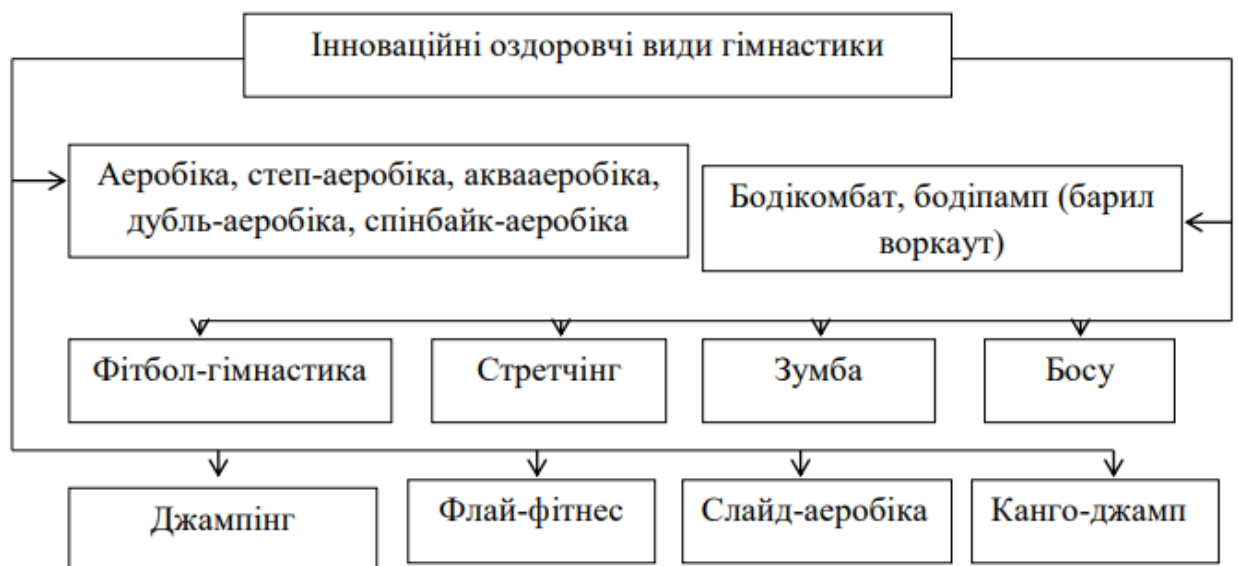 Інноваційні оздоровчі види гімнастики
Аеробіка, степ-аеробіка, аквааеробіка,
дубль-аеробіка, спінбайк-аеробіка
Бодікомбат, бодіпамп (барил
воркаут)
Фітбол-гімнастика
Стретчінг
Зумба
Босу
Джампінг
Флай-фітнес
Слайд-аеробіка
Канго-джамп